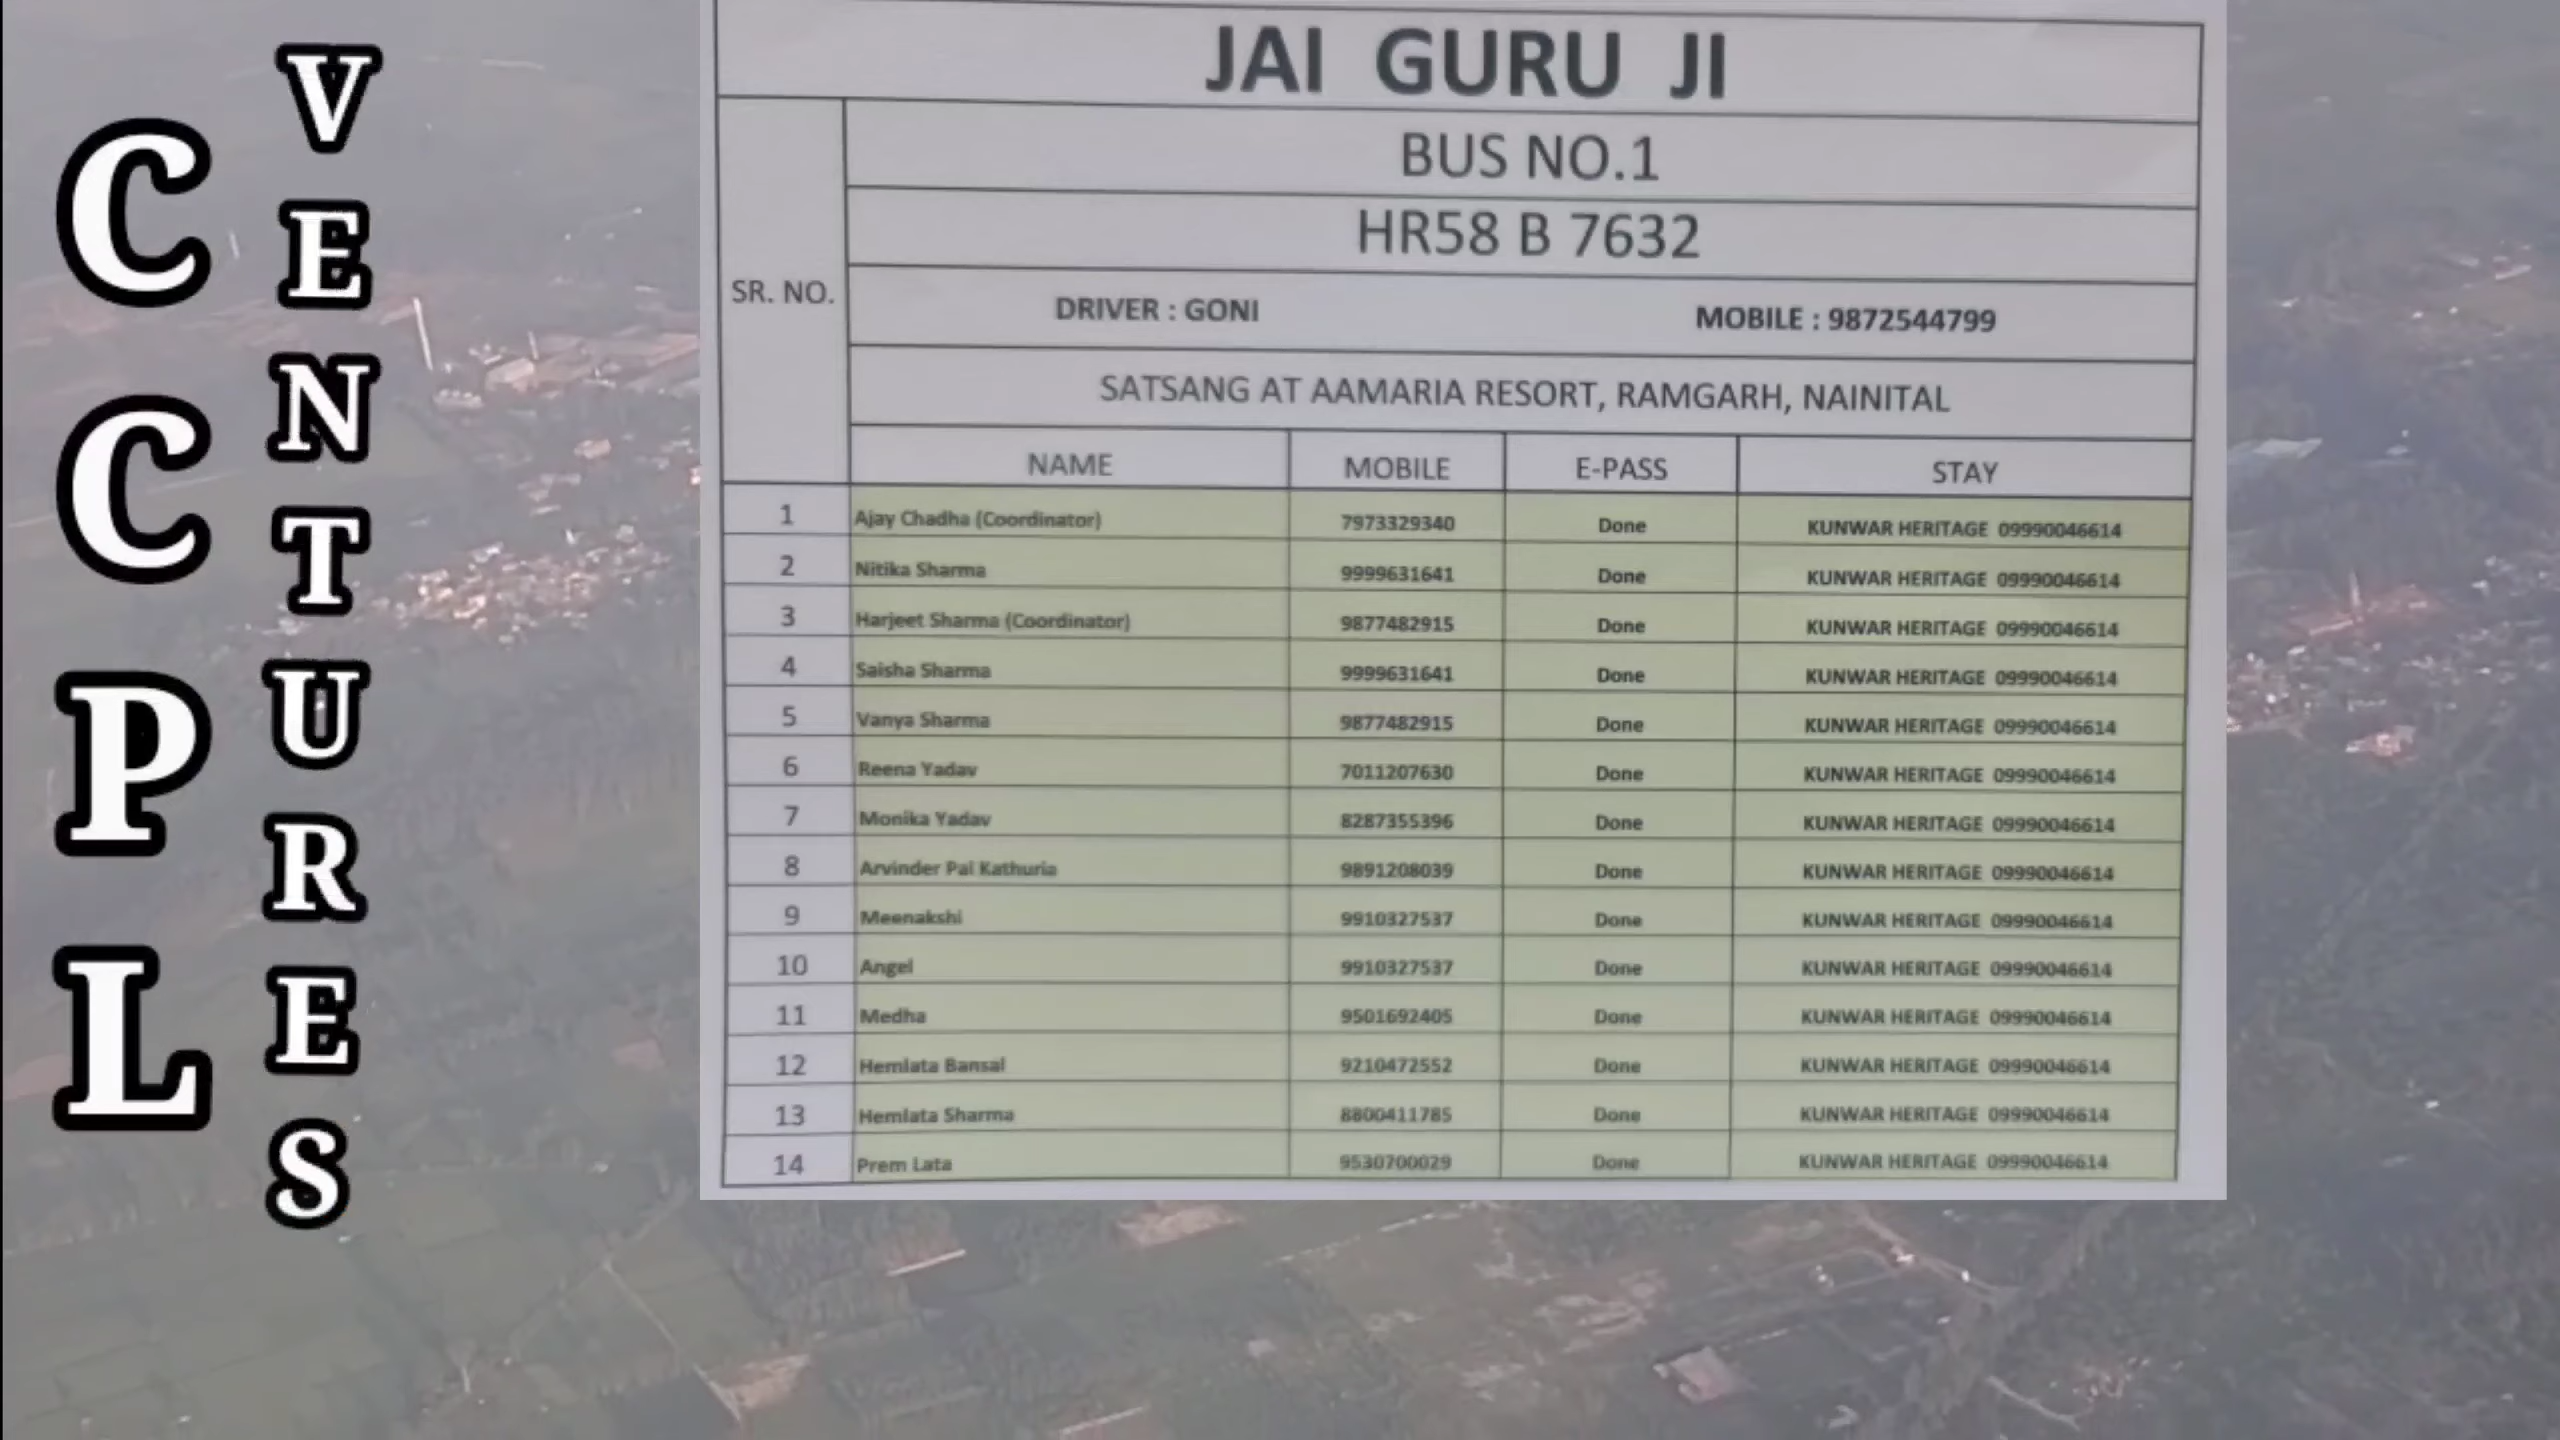 CCPL
VENTURES
JAI GURU JI
BUS NO.1
HR58 B 7632
SR. NO.
DRIVER : GONI MOBILE : 9872544799
SATSANG AT AAMARIA RESORT, RAMGARH, NAINITAL
NAME MOBILE E-PASS STAY
1 Ajay Chadha (Coordinator) 7973329340 Done KUNWAR HERITAGE 09990046614
2 Nitika Sharma 9999631641 Done KUNWAR HERITAGE 09990046614
3 Harjeet Sharma (Coordinator) 9877482915 Done KUNWAR HERITAGE 09990046614
4 Saisha Sharma 9999631641 Done KUNWAR HERITAGE 09990046614
5 Vanya Sharma 9877482915 Done KUNWAR HERITAGE 09990046614
6 Reena Yadav 7011207630 Done KUNWAR HERITAGE 09990046614
7 Monika Yadav 8287355396 Done KUNWAR HERITAGE 09990046614
8 Arvinder Pal Kathuria 9891208039 Done KUNWAR HERITAGE 09990046614
9 Meenakshi 9910327537 Done KUNWAR HERITAGE 09990046614
10 Angel 9910327537 Done KUNWAR HERITAGE 09990046614
11 Medha 9501692405 Done KUNWAR HERITAGE 09990046614
12 Hemlata Bansal 9210472552 Done KUNWAR HERITAGE 09990046614
13 Hemlata Sharma 8800411785 Done KUNWAR HERITAGE 09990046614
14 Prem Lata 9530700029 Done KUNWAR HERITAGE 09990046614